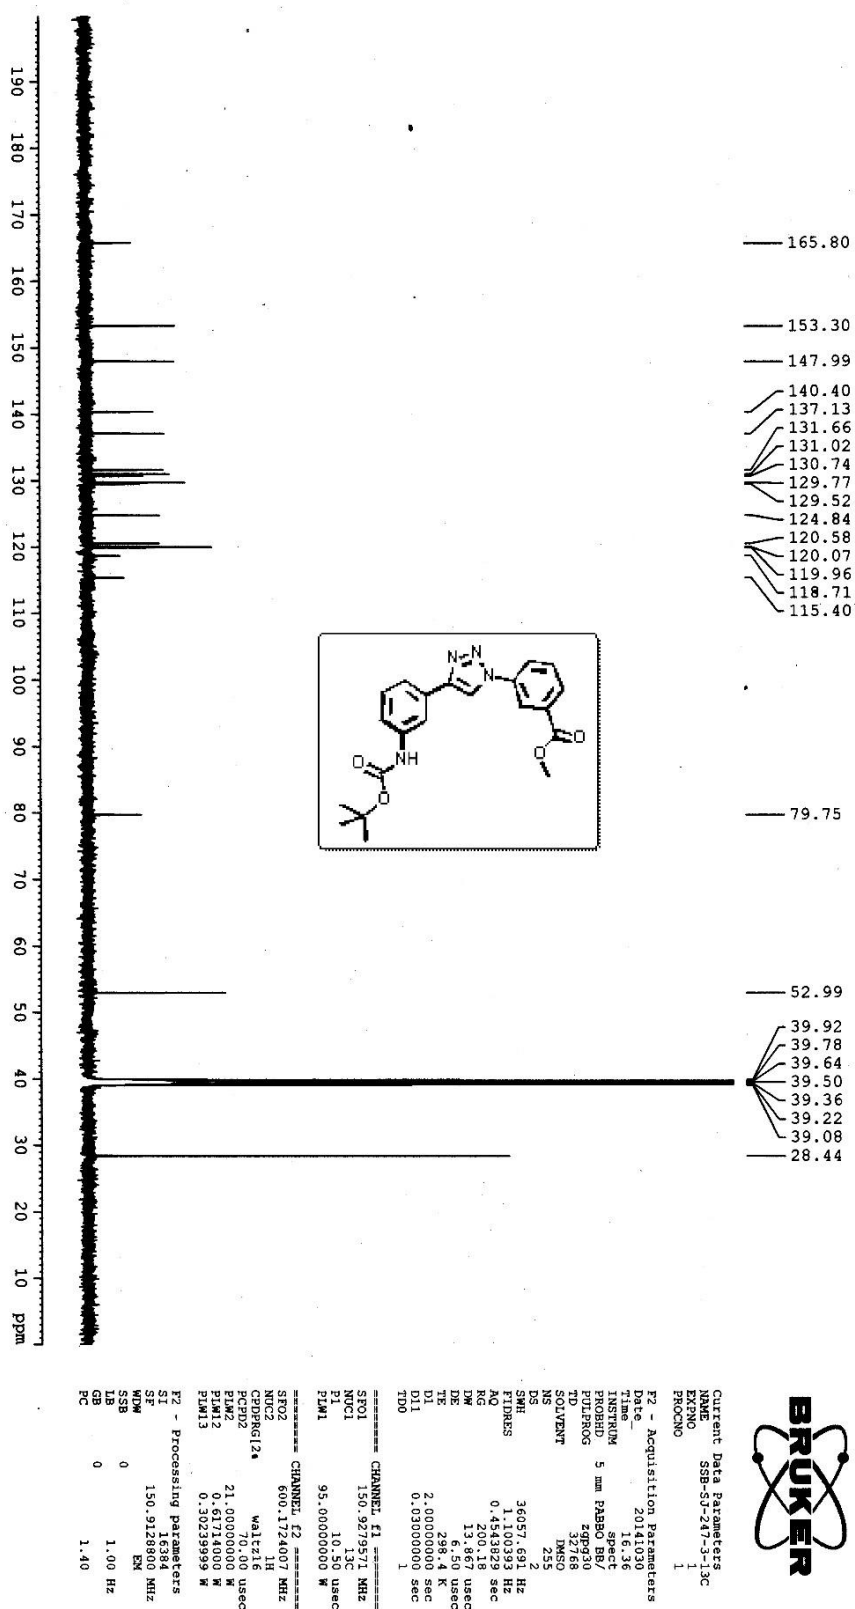 165.80
153.30
147.99
140.40
137.13
131.66
131.02
130.74
129.77
129.52
124.84
120.58
120.07
119.96
118.71
115.40
79.75
52.99
39.92
39.78
39.64
39.50
39.36
39.22
39.08
28.44
N N
N
O
O
NH
O
O
190 180 170 160 150 140 130 120 110 100 90 80 70 60 50 40 30 20 10 ppm
BRUKER
Current Data Parameters
NAME SSB-SJ-247-3-13C
EXPNO 1
PROCNO 1
F2 - Acquisition Parameters
Date_ 20141030
Time 16.36
INSTRUM spect
PROBHD 5 mm PABBO BB/
PULPROG zgpg30
TD 32768
SOLVENT DMSO
NS 255
DS 2
SWH 36057.691 Hz
FIDRES 1.100393 Hz
AQ 0.4543829 sec
RG 200.18
DW 13.867 usec
DE 6.50 usec
TE 298.4 K
D1 2.00000000 sec
D11 0.03000000 sec
TD0 1
======== CHANNEL f1 ========
SFO1 150.9279571 MHz
NUC1 13C
P1 10.50 usec
PLW1 95.00000000 W
======== CHANNEL f2 ========
SFO2 600.1724007 MHz
NUC2 1H
CPDPRG[2 waltz16
PCPD2 70.00 usec
PLW2 21.00000000 W
PLW12 0.61714000 W
PLW13 0.30239999 W
F2 - Processing parameters
SI 16384
SF 150.9128800 MHz
WDW EM
SSB 0
LB 1.00 Hz
GB 0
PC 1.40